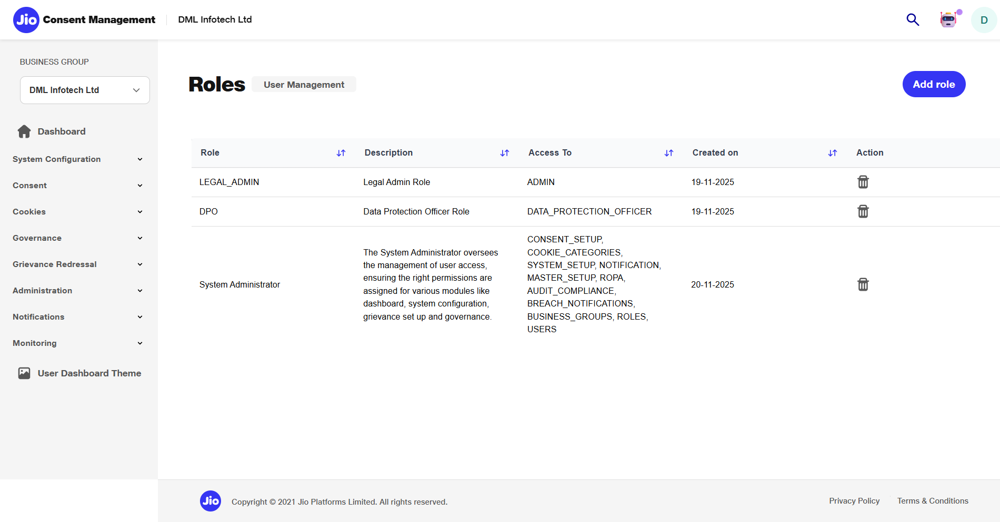 Jio Consent Management DML Infotech Ltd D
BUSINESS GROUP
DML Infotech Ltd
Dashboard
System Configuration
Consent
Cookies
Governance
Grievance Redressal
Administration
Notifications
Monitoring
User Dashboard Theme
Roles User Management Add role
Role Description Access To Created on Action
LEGAL_ADMIN Legal Admin Role ADMIN 19-11-2025
DPO Data Protection Officer Role DATA_PROTECTION_OFFICER 19-11-2025
System Administrator
The System Administrator oversees
the management of user access,
ensuring the right permissions are
assigned for various modules like
dashboard, system configuration,
grievance set up and governance.
CONSENT_SETUP,
COOKIE_CATEGORIES,
SYSTEM_SETUP, NOTIFICATION,
MASTER_SETUP, ROPA,
AUDIT_COMPLIANCE,
BREACH_NOTIFICATIONS,
BUSINESS_GROUPS, ROLES,
USERS
20-11-2025
Jio Copyright © 2021 Jio Platforms Limited. All rights reserved. Privacy Policy Terms & Conditions